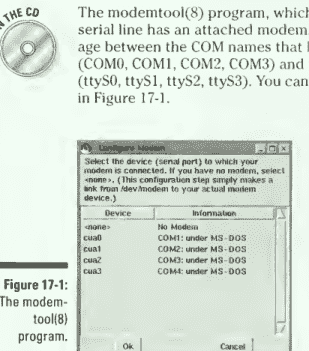 THE CD
The modemtool(8) program, which
serial line has an attached modem
age between the COM names that
(COM0, COM1, COM2, COM3) and
(ttyS0, ttyS1, ttyS2, ttyS3). You can
in Figure 17-1.
Configure Modem
Select the device (serial port) to which your
modem is connected. If you have no modem, select
<none>. (This configuration step simply makes a
link from /dev/modem to your actual modem
device.)
Device Information
<none> No Modem
cua0 COM1: under MS-DOS
cua1 COM2: under MS-DOS
cua2 COM3: under MS-DOS
cua3 COM4: under MS-DOS
Ok Cancel
Figure 17-1:
The modem-
tool(8)
program.